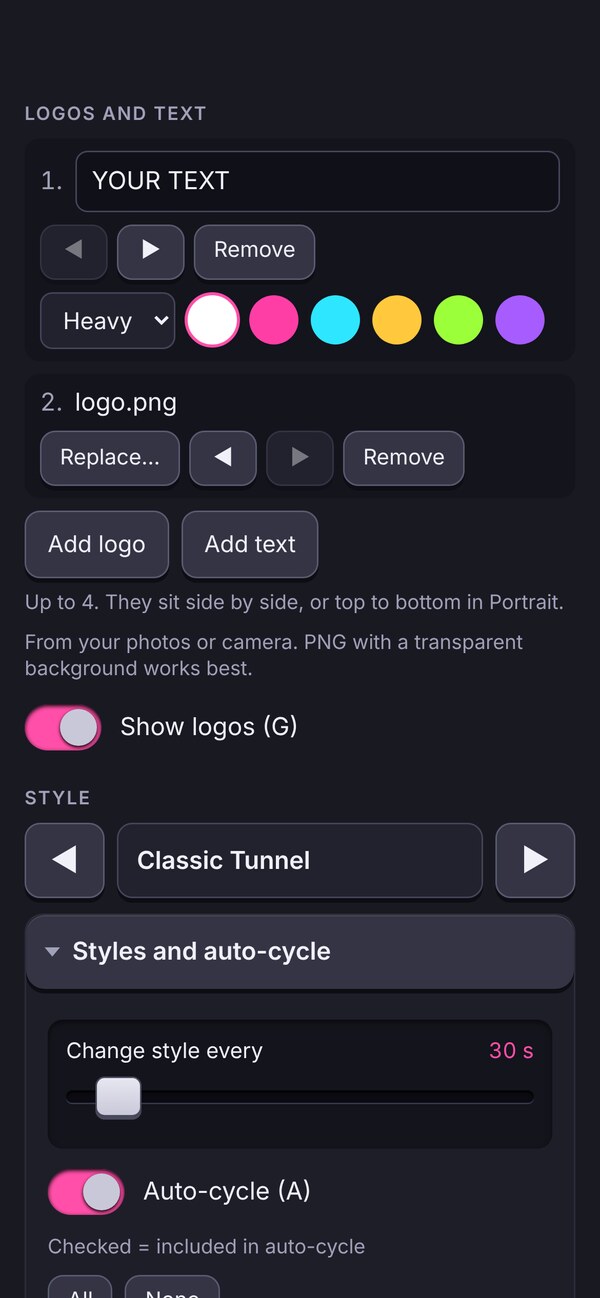 LOGOS AND TEXT
1. YOUR TEXT
Remove
Heavy
2. logo.png
Replace... Remove
Add logo Add text
Up to 4. They sit side by side, or top to bottom in Portrait.
From your photos or camera. PNG with a transparent
background works best.
Show logos (G)
STYLE
Classic Tunnel
Styles and auto-cycle
Change style every 30 s
Auto-cycle (A)
Checked = included in auto-cycle
All None